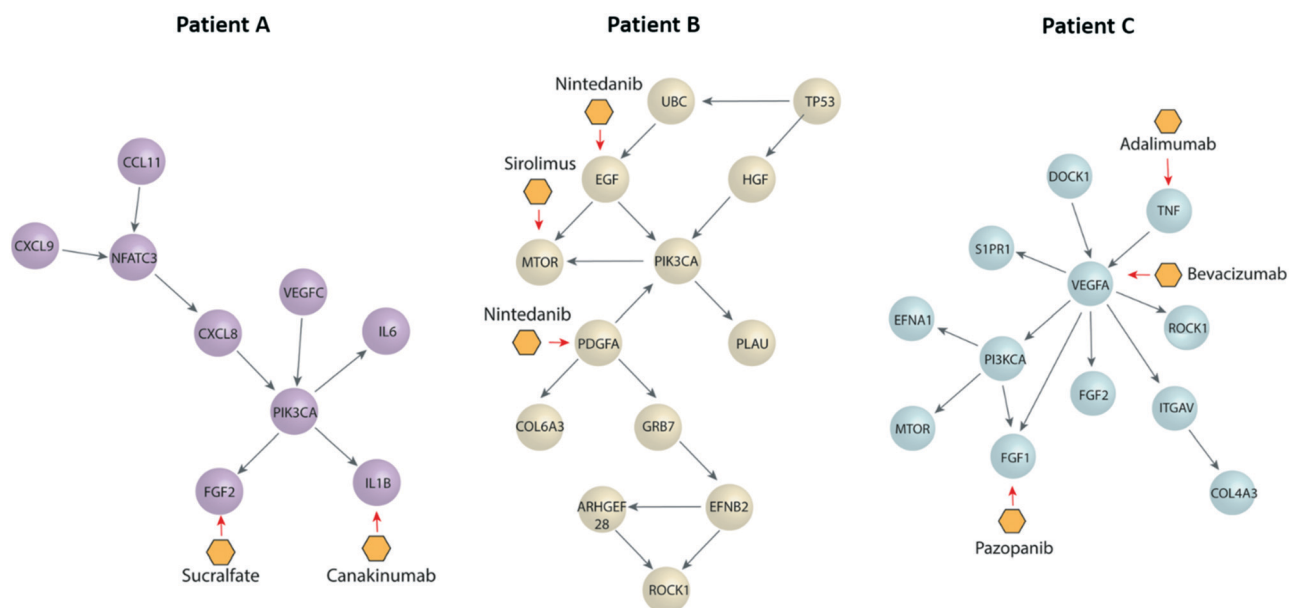 Patient A
CCL11
CXCL9
NFATC3
VEGFC
CXCL8
IL6
PIK3CA
FGF2
IL1B
Sucralfate
Canakinumab
Patient B
Nintedanib
UBC
TP53
Sirolimus
EGF
HGF
MTOR
PIK3CA
Nintedanib
PDGFA
PLAU
COL6A3
GRB7
ARHGEF
28
EFNB2
ROCK1
Patient C
Adalimumab
DOCK1
TNF
S1PR1
VEGFA
Bevacizumab
EFNA1
ROCK1
PI3KCA
FGF2
ITGAV
MTOR
FGF1
COL4A3
Pazopanib